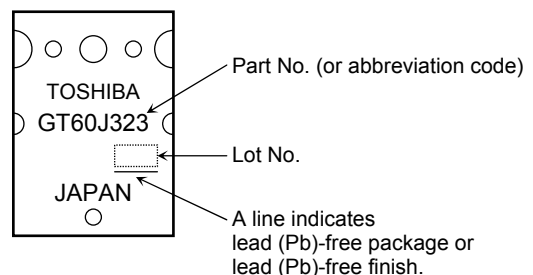 TOSHIBA
GT60J323
JAPAN
Part No. (or abbreviation code)
Lot No.
A line indicates
lead (Pb)-free package or
lead (Pb)-free finish.